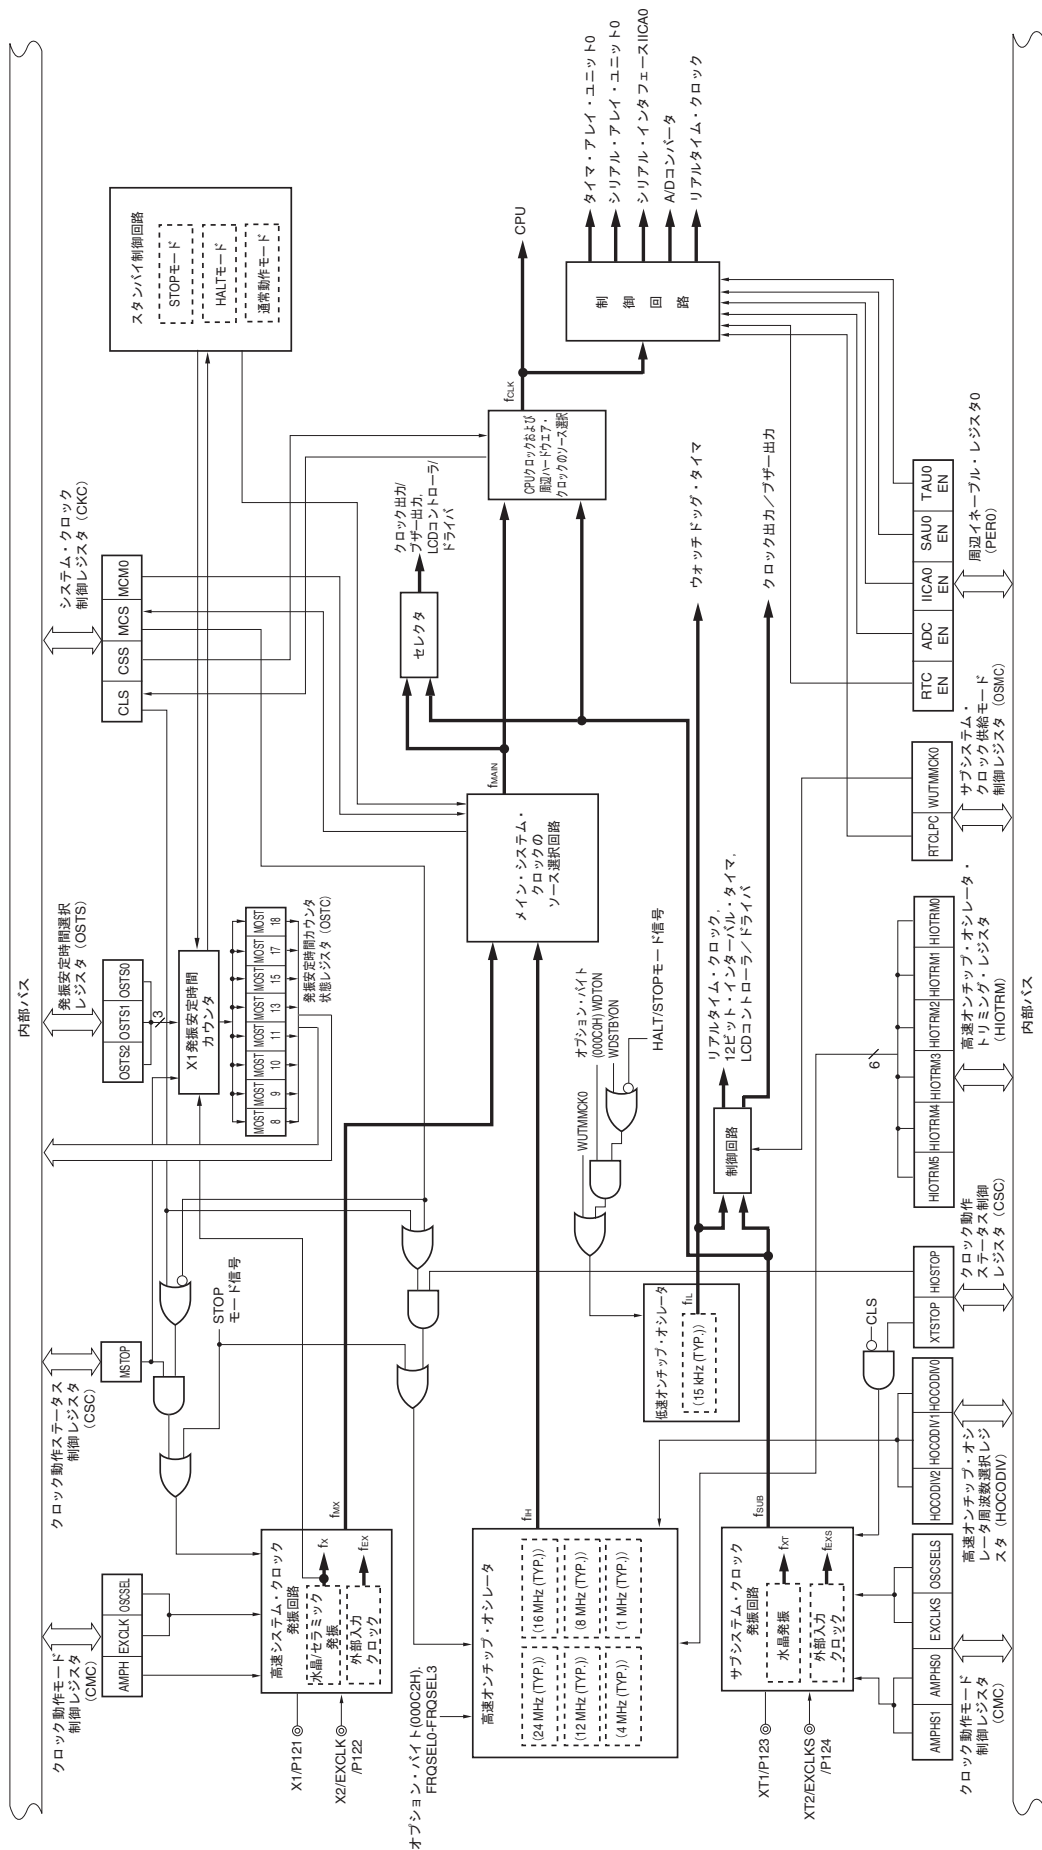 内部バス
クロック動作モード
制御レジスタ
(CMC)
AMPH
EXCLK
OSCSEL
クロック動作ステータス
制御レジスタ
(CSC)
MSTOP
STOP
モード信号
発振安定時間選択
レジスタ (OSTS)
OSTS2
OSTS1
OSTS0
3
X1発振安定時間
カウンタ
MOST
8
MOST
9
MOST
10
MOST
11
MOST
13
MOST
15
MOST
17
MOST
18
発振安定時間カウンタ
状態レジスタ (OSTC)
システム・クロック
制御レジスタ (CKC)
CLS
CSS
MCS
MCM0
スタンバイ制御回路
STOPモード
HALTモード
通常動作モード
高速システム・クロック
発振回路
水晶/セラミック
発振
fX
外部入力
クロック
fEX
X1/P121
X2/EXCLK
/P122
fMX
オプション・バイト(000C2H)
FRQSEL0-FRQSEL3
高速オンチップ・オシレータ
(24 MHz (TYP.))
(16 MHz (TYP.))
(12 MHz (TYP.))
(8 MHz (TYP.))
(4 MHz (TYP.))
(1 MHz (TYP.))
fIH
メイン・システム・
クロックの
ソース選択回路
fMAIN
セレクタ
クロック出力/
ブザー出力,
LCDコントローラ/
ドライバ
CPUクロックおよび
周辺ハードウエア・
クロックのソース選択
fCLK
CPU
制御回路
タイマ・アレイ・ユニット0
シリアル・アレイ・ユニット0
シリアル・インタフェースIICA0
A/Dコンバータ
リアルタイム・クロック
WUTMMCK0
オプション・バイト
(000C0H) WDTON
WDSTBYON
HALT/STOPモード信号
低速オンチップ・オシレータ
(15 kHz (TYP.))
fIL
ウォッチドッグ・タイマ
制御回路
リアルタイム・クロック,
12ビット・インターバル・タイマ,
LCDコントローラ/ドライバ
クロック出力/ブザー出力
サブシステム・クロック
発振回路
水晶発振
fXT
外部入力
クロック
fEXS
XT1/P123
XT2/EXCLKS
/P124
fSUB
CLS
6
AMPHS1
AMPHS0
EXCLKS
OSCSELS
クロック動作モード
制御レジスタ
(CMC)
HOCODIV2
HOCODIV1
HOCODIV0
高速オンチップ・オシ
レータ周波数選択レジ
スタ (HOCODIV)
XTSTOP
HIOSTOP
クロック動作
ステータス制御
レジスタ (CSC)
HIOTRM5
HIOTRM4
HIOTRM3
HIOTRM2
HIOTRM1
HIOTRM0
高速オンチップ・オシレータ・
トリミング・レジスタ
(HIOTRM)
RTCLPC
WUTMMCK0
サブシステム・
クロック供給モード
制御レジスタ (OSMC)
RTC
EN
ADC
EN
IICA0
EN
SAU0
EN
TAU0
EN
周辺イネーブル・レジスタ0
(PER0)
内部バス